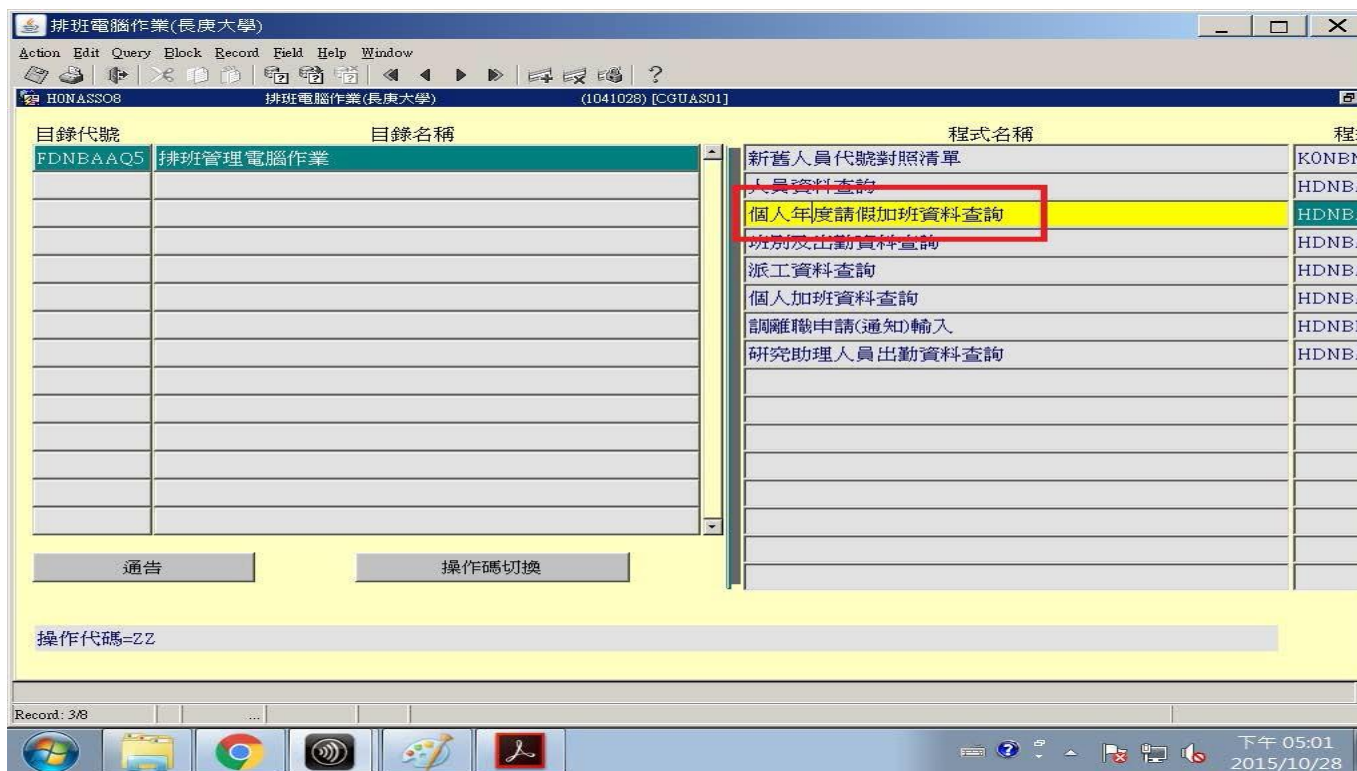 排班電腦作業(長庚大學)
Action Edit Query Block Record Field Help Window
H0NASSO8 排班電腦作業(長庚大學) (1041028) [CGUAS01]
目錄代號 目錄名稱 程式名稱 程
FDNBAAQ5 排班管理電腦作業 新舊人員代號對照清單 K0NBN
人員資料查詢 HDNB
個人年度請假加班資料查詢 HDNB
班別及出勤資料查詢 HDNB
派工資料查詢 HDNB
個人加班資料查詢 HDNB
調離職申請(通知)輸入 HDNB
研究助理人員出勤資料查詢 HDNB
通告 操作碼切換
操作代碼=ZZ
Record: 3/8 ...
下午 05:01
2015/10/28